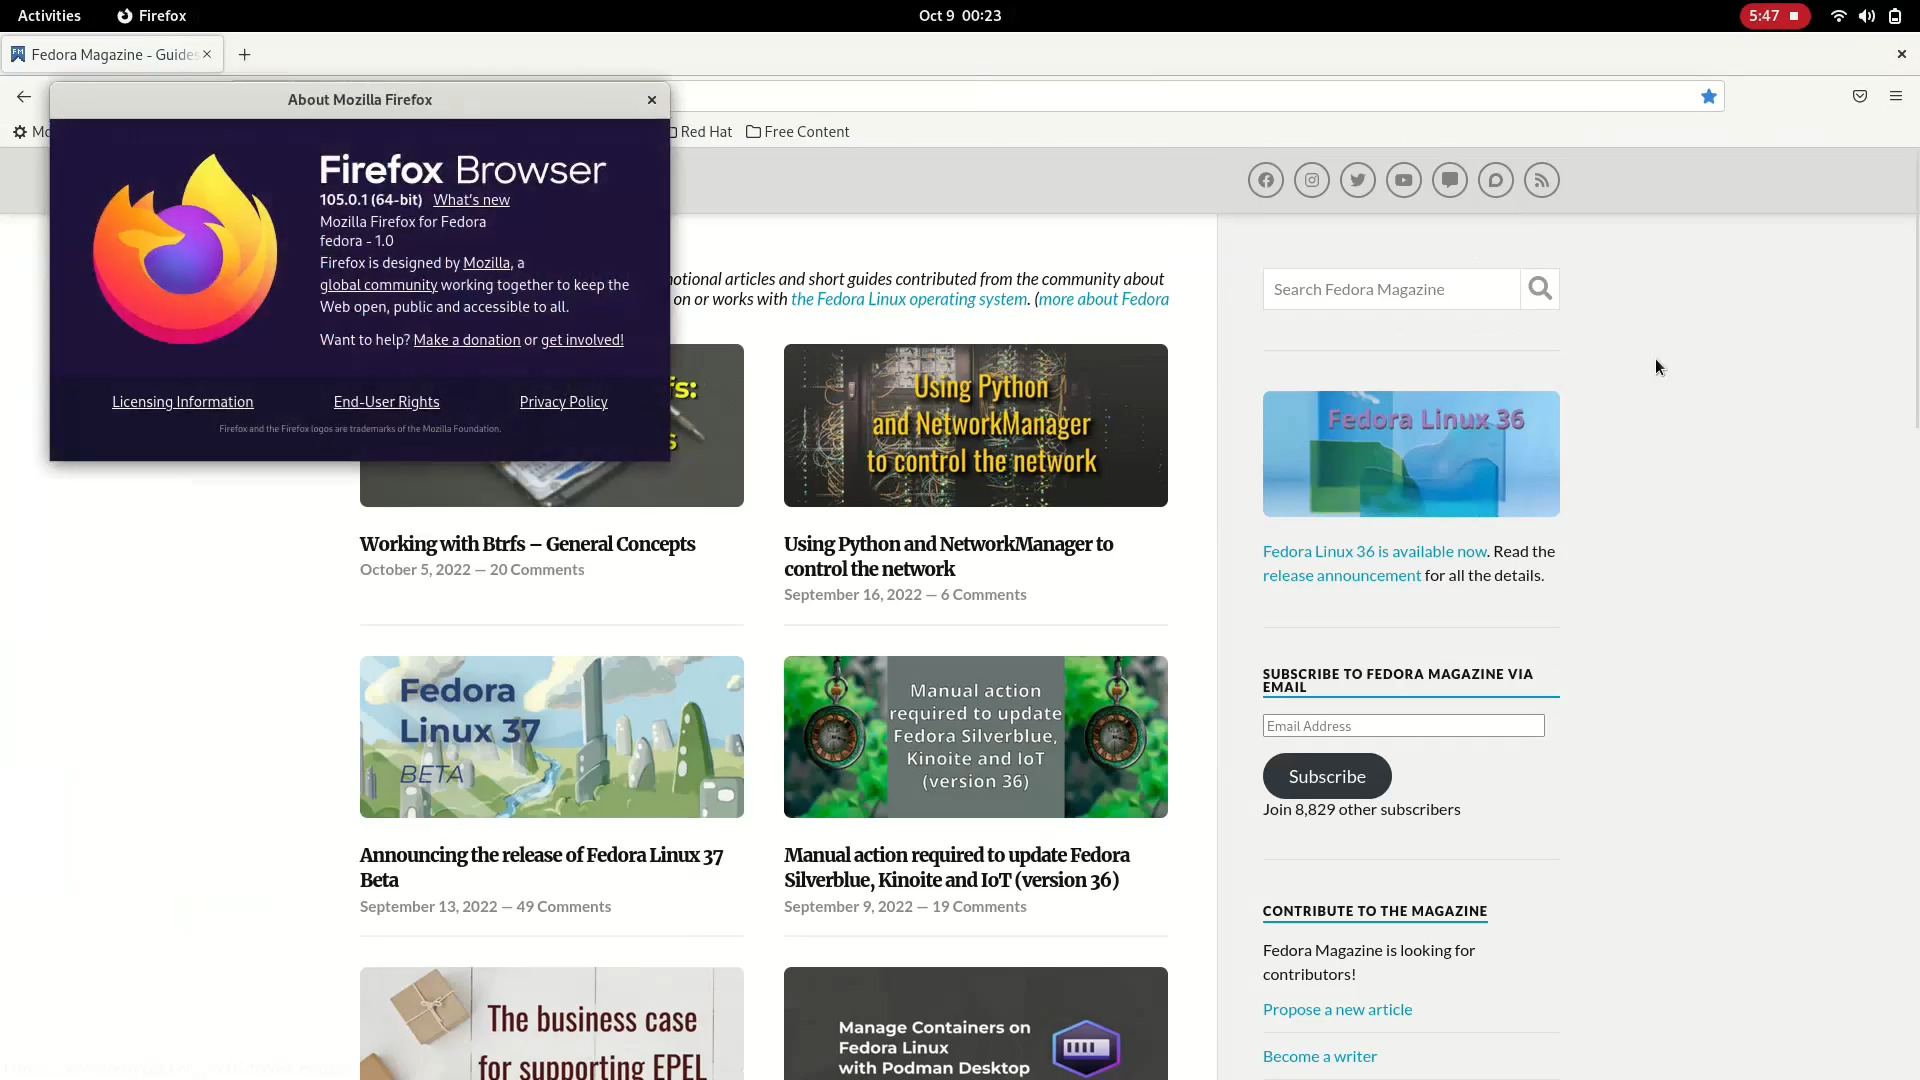 Activities
Firefox
Oct 9 00:23
5:47
Fedora Magazine - Guides
About Mozilla Firefox
Red Hat
Free Content
Firefox Browser
105.0.1 (64-bit) What's new
Mozilla Firefox for Fedora
fedora - 1.0
Firefox is designed by Mozilla, a
global community working together to keep the
Web open, public and accessible to all.
Want to help? Make a donation or get involved!
Licensing Information
End-User Rights
Privacy Policy
Firefox and the Firefox logos are trademarks of the Mozilla Foundation.
articles and short guides contributed from the community about
on or works with the Fedora Linux operating system. (more about Fedora
Using Python
and NetworkManager
to control the network
Working with Btrfs – General Concepts
October 5, 2022 — 20 Comments
Using Python and NetworkManager to
control the network
September 16, 2022 — 6 Comments
Fedora
Linux 37
BETA
Manual action
required to update
Fedora Silverblue,
Kinoite and IoT
(version 36)
Announcing the release of Fedora Linux 37
Beta
September 13, 2022 — 49 Comments
Manual action required to update Fedora
Silverblue, Kinoite and IoT (version 36)
September 9, 2022 — 19 Comments
The business case
for supporting EPEL
Manage Containers on
Fedora Linux
with Podman Desktop
Search Fedora Magazine
Fedora Linux 36
Fedora Linux 36 is available now. Read the
release announcement for all the details.
SUBSCRIBE TO FEDORA MAGAZINE VIA
EMAIL
Email Address
Subscribe
Join 8,829 other subscribers
CONTRIBUTE TO THE MAGAZINE
Fedora Magazine is looking for
contributors!
Propose a new article
Become a writer